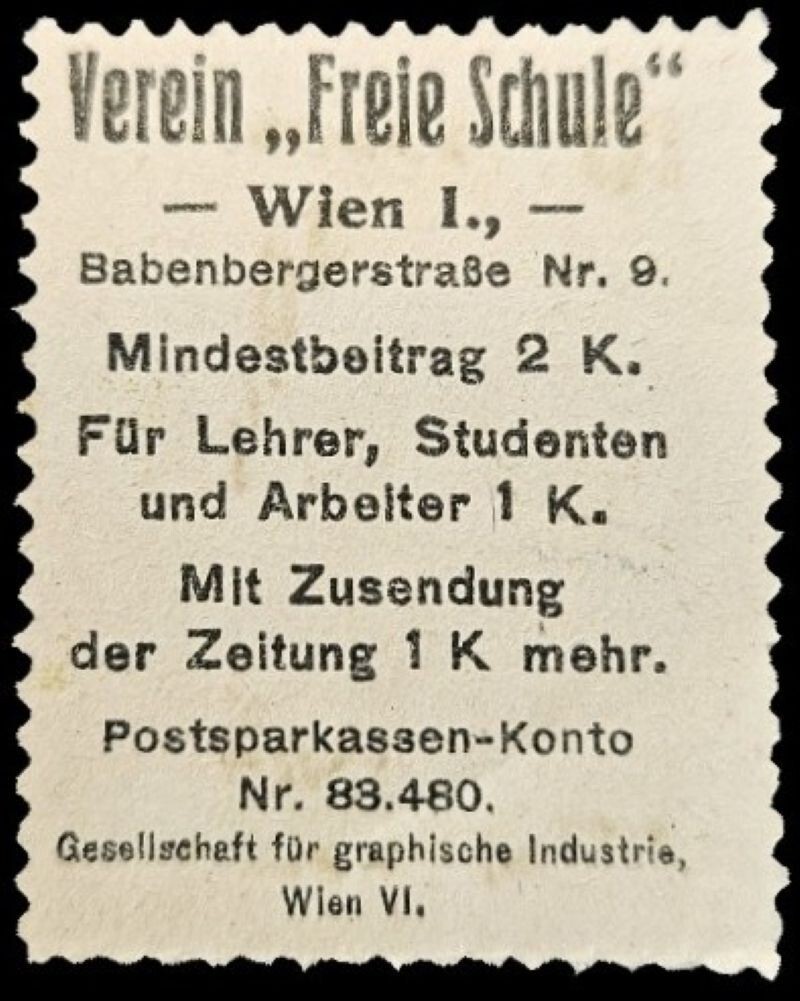 Verein „Freie Schule“
— Wien I., —
Babenbergerstraße Nr. 9.
Mindestbeitrag 2 K.
Für Lehrer, Studenten
und Arbeiter 1 K.
Mit Zusendung
der Zeitung 1 K mehr.
Postsparkassen-Konto
Nr. 83.480.
Gesellschaft für graphische Industrie,
Wien VI.